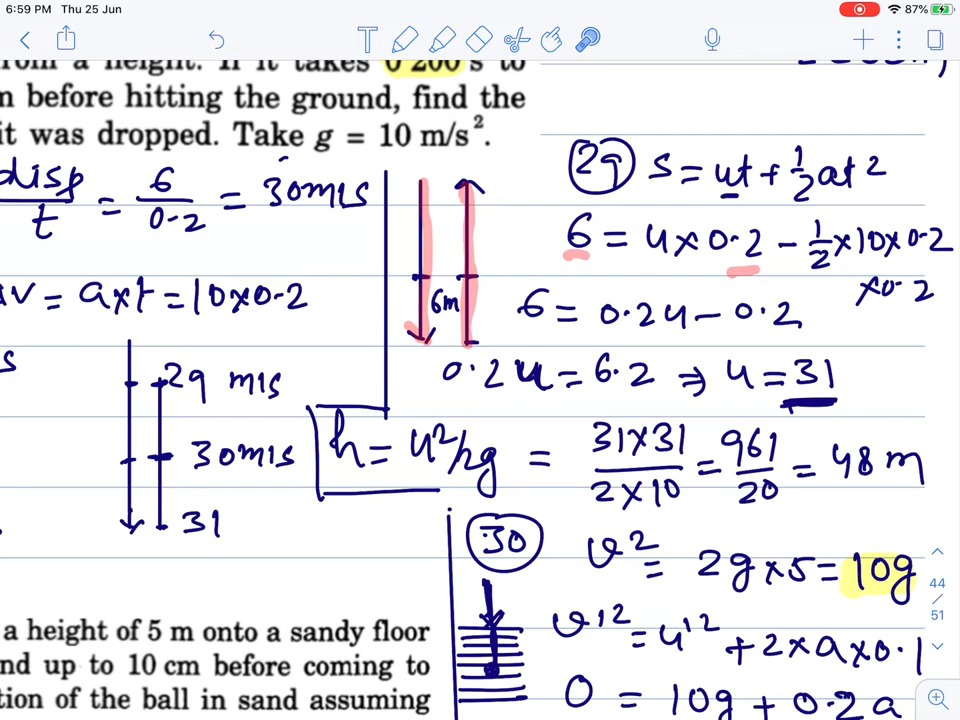 6:59 PM Thu 25 Jun
87%
from a height. If it takes 0·200 s to
m before hitting the ground, find the
it was dropped. Take g = 10 m/s².
disp/t = 6/0.2 = 30m/s
ΔV = a×t = 10×0.2
29 m/s
30m/s
31
6m
29 s = ut + 1/2 at²
6 = u×0.2 - 1/2×10×0.2
×0.2
6 = 0.2u - 0.2
0.2u = 6.2 ⇒ u = 31
h = u²/2g = 31×31/2×10 = 961/20 = 48 m
30 v² = 2g×5 = 10g
v'² = u'² + 2×a×0.1
0 = 10g + 0.2a
a height of 5 m onto a sandy floor
nd up to 10 cm before coming to
tion of the ball in sand assuming
44
/
51